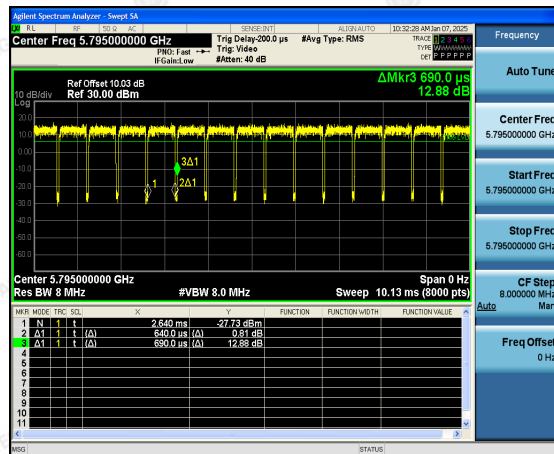 Agilent Spectrum Analyzer - Swept SA
RL RF 50 Ω AC SENSE:INT ALIGN AUTO 10:32:28 AM Jan 07, 2025
Center Freq 5.795000000 GHz Trig Delay-200.0 µs #Avg Type: RMS TRACE 1 2 3 4 5 6
PNO: Fast Trig: Video TYPE WWWWWW
IFGain:Low #Atten: 40 dB DET P P P P P P
ΔMkr3 690.0 µs
12.88 dB
Ref Offset 10.03 dB
10 dB/div Ref 30.00 dBm
Log
20.0
10.0
0.00
-10.0
-20.0
-30.0
-40.0
-50.0
-60.0
3Δ1
1
2Δ1
Center 5.795000000 GHz Span 0 Hz
Res BW 8 MHz #VBW 8.0 MHz Sweep 10.13 ms (8000 pts)
MKR MODE TRC SCL X Y FUNCTION FUNCTION WIDTH FUNCTION VALUE
1 N 1 t 2.640 ms -27.73 dBm
2 Δ1 1 t (Δ) 640.0 µs (Δ) 0.81 dB
3 Δ1 1 t (Δ) 690.0 µs (Δ) 12.88 dB
4
5
6
7
8
9
10
11
MSG STATUS
Frequency
Auto Tune
Center Freq
5.795000000 GHz
Start Freq
5.795000000 GHz
Stop Freq
5.795000000 GHz
CF Step
8.000000 MHz
Auto Man
Freq Offset
0 Hz